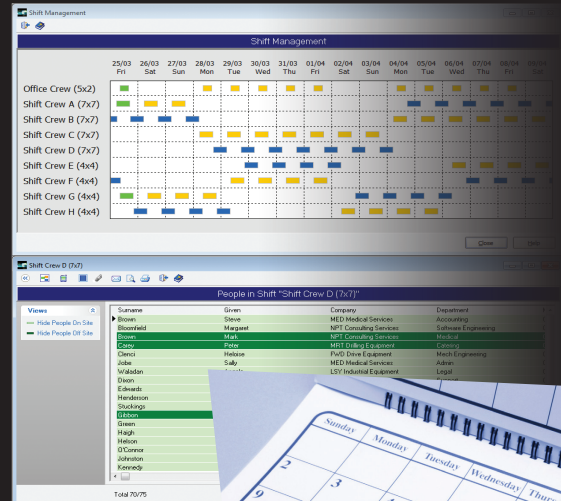 Shift Management
Shift Management
25/03 26/03 27/03 28/03 29/03 30/03 31/03 01/04 02/04 03/04 04/04 05/04 06/04 07/04 08/04
Fri Sat Sun Mon Tue Wed Thu Fri Sat Sun Mon Tue Wed Thu Fri
Office Crew (5x2)
Shift Crew A (7x7)
Shift Crew B (7x7)
Shift Crew C (7x7)
Shift Crew D (7x7)
Shift Crew E (4x4)
Shift Crew F (4x4)
Shift Crew G (4x4)
Shift Crew H (4x4)
Close Help
Shift Crew D (7x7)
People in Shift "Shift Crew D (7x7)"
Views
Hide People On Site
Hide People Off Site
Surname Given Company Department
Brown Steve MED Medical Services Accounting
Bloomfield Margaret NPT Consulting Services Software Engineering
Brown Mark NPT Consulting Services Medical
Carey Peter MRT Drilling Equipment Catering
Clenci Heloise FWD Drive Equipment Mech Engineering
Jobe Sally MED Medical Services Admin
Waladan LSY Industrial Equipment Legal
Dixon
Edwards
Henderson
Stuckings
Gibbon
Green
Haigh
Helson
O'Connor
Johnston
Kennedy
Total 70/75
Sunday Monday Tuesday Wednesday
2 3
9